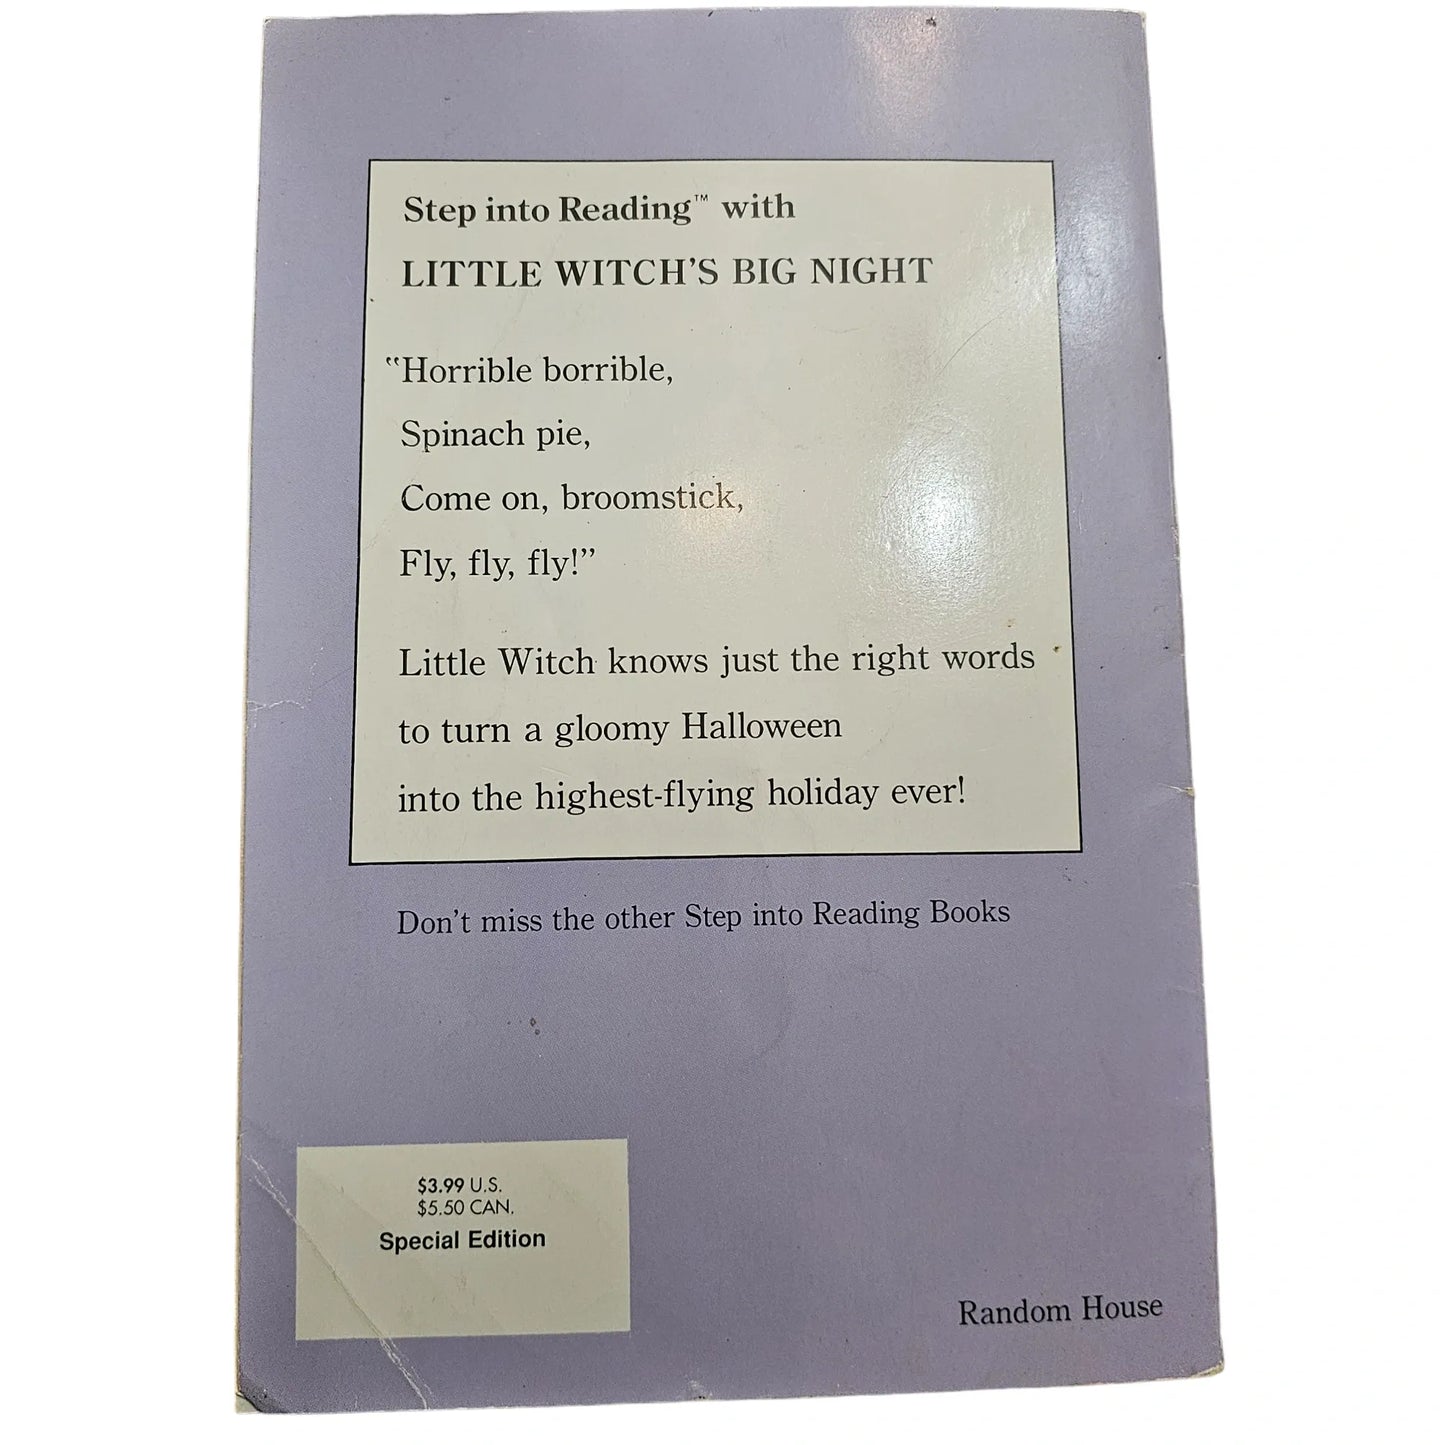 Step into Reading™ with
LITTLE WITCH'S BIG NIGHT
“Horrible borrible,
Spinach pie,
Come on, broomstick,
Fly, fly, fly!”
Little Witch knows just the right words
to turn a gloomy Halloween
into the highest-flying holiday ever!
Don't miss the other Step into Reading Books
$3.99 U.S.
$5.50 CAN.
Special Edition
Random House